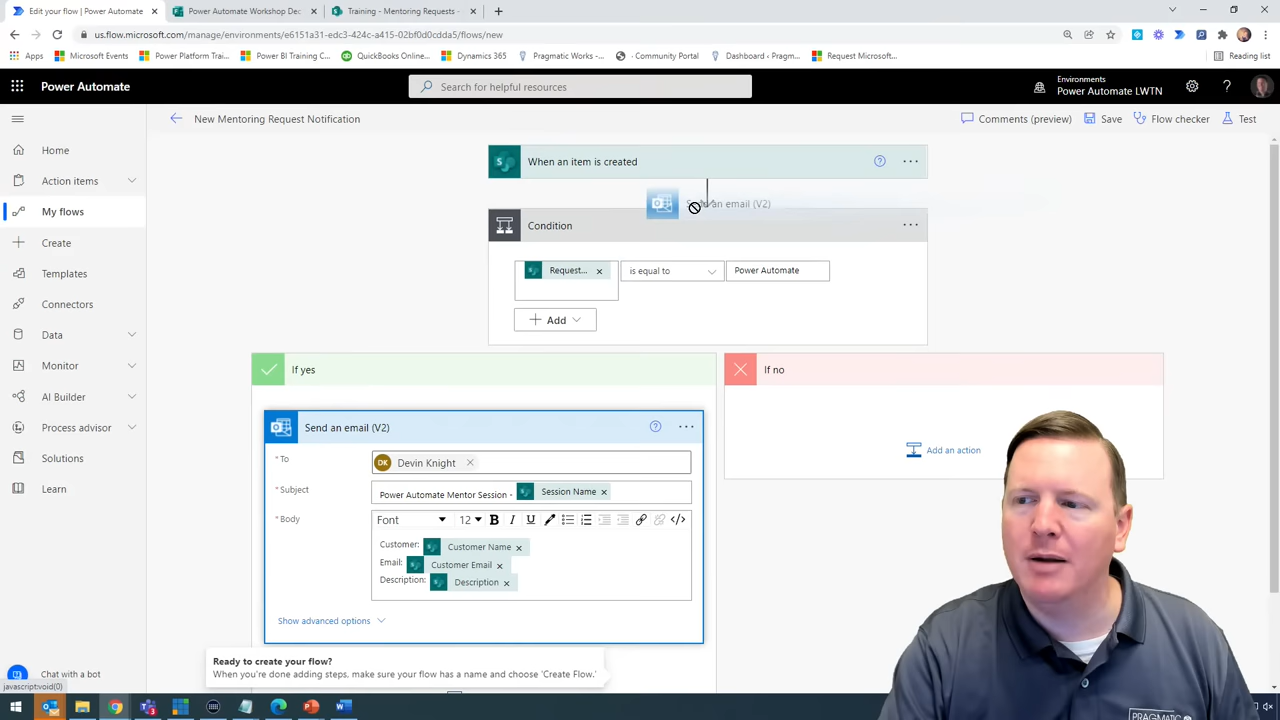 Edit your flow | Power Automate
Power Automate Workshop Dec
Training - Mentoring Requests -
us.flow.microsoft.com/manage/environments/e6151a31-edc3-424c-a415-02bf0d0cdda5/flows/new
Apps
Microsoft Events
Power Platform Trai...
Power BI Training C...
QuickBooks Online...
Dynamics 365
Pragmatic Works -...
· Community Portal
Dashboard ‹ Pragm...
Request Microsoft...
Reading list
Power Automate
Search for helpful resources
Environments
Power Automate LWTN
New Mentoring Request Notification
Comments (preview)
Save
Flow checker
Test
Home
Action items
My flows
Create
Templates
Connectors
Data
Monitor
AI Builder
Process advisor
Solutions
Learn
Chat with a bot
javascript:void(0)
When an item is created
Send an email (V2)
Condition
Request...
is equal to
Power Automate
Add
If yes
If no
Add an action
Send an email (V2)
* To
DK Devin Knight
* Subject
Power Automate Mentor Session - Session Name
* Body
Font
12
Customer: Customer Name
Email: Customer Email
Description: Description
Show advanced options
Ready to create your flow?
When you're done adding steps, make sure your flow has a name and choose 'Create Flow.'
PRAGMATIC